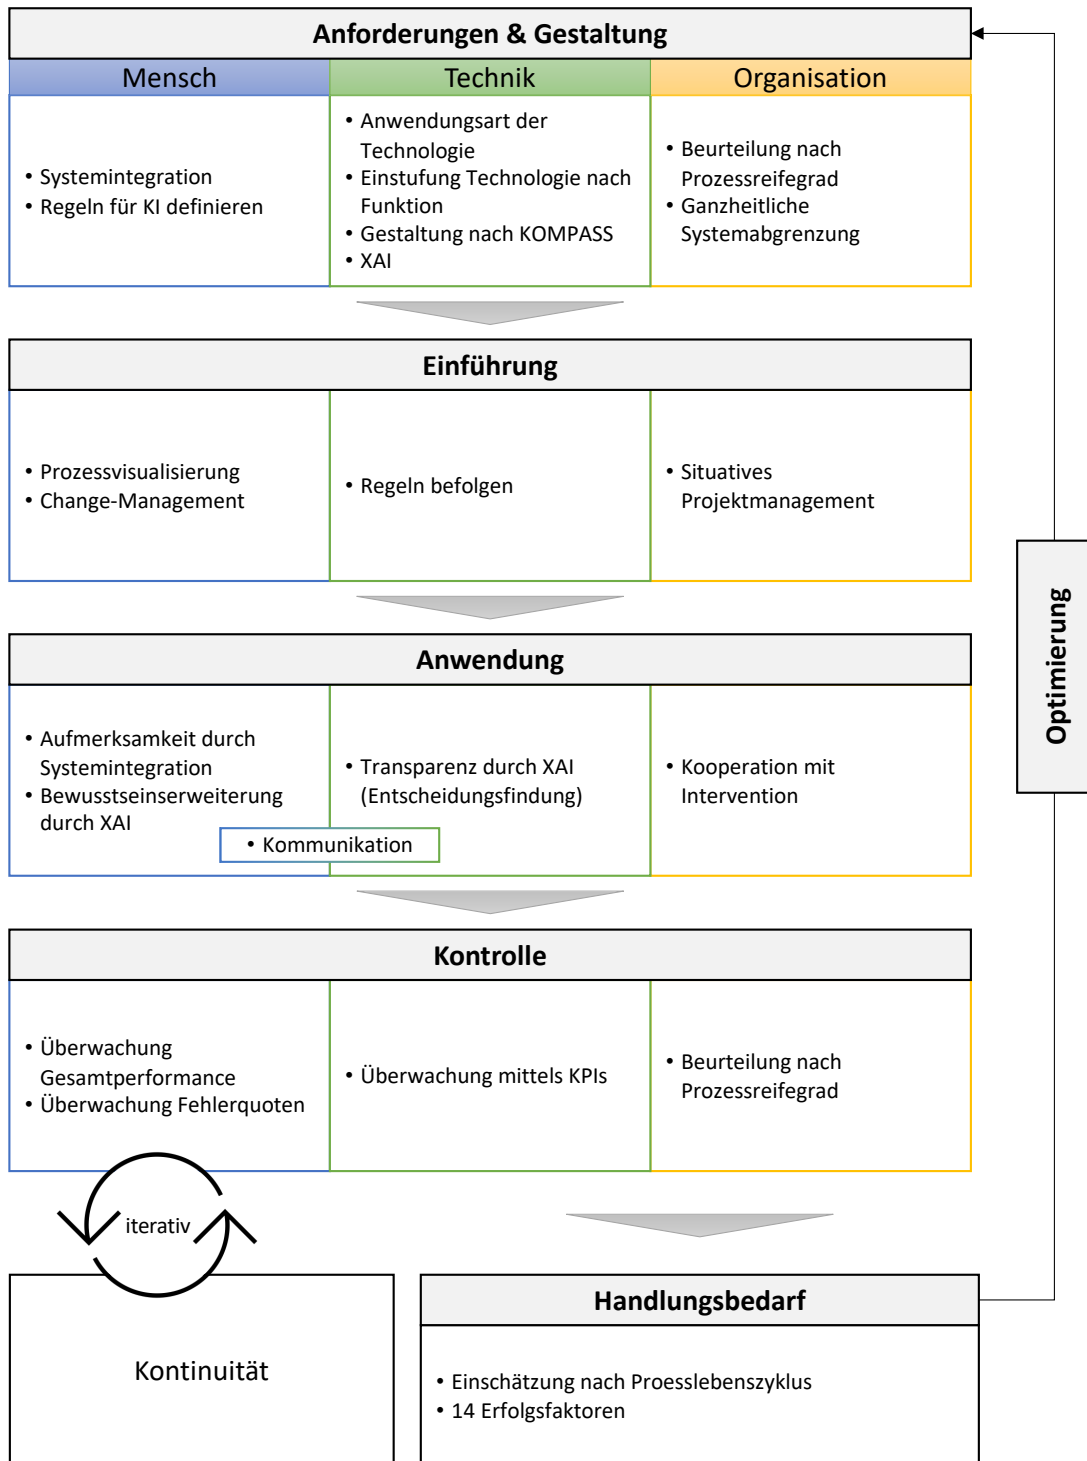 Anforderungen & Gestaltung
Mensch
Technik
Organisation
• Systemintegration
• Regeln für KI definieren
• Anwendungsart der
Technologie
• Einstufung Technologie nach
Funktion
• Gestaltung nach KOMPASS
• XAI
• Beurteilung nach
Prozessreifegrad
• Ganzheitliche
Systemabgrenzung
Einführung
• Prozessvisualisierung
• Change-Management
• Regeln befolgen
• Situatives
Projektmanagement
Anwendung
• Aufmerksamkeit durch
Systemintegration
• Bewusstseinserweiterung
durch XAI
• Transparenz durch XAI
(Entscheidungsfindung)
• Kommunikation
• Kooperation mit
Intervention
Kontrolle
• Überwachung
Gesamtperformance
• Überwachung Fehlerquoten
• Überwachung mittels KPIs
• Beurteilung nach
Prozessreifegrad
iterativ
Kontinuität
Handlungsbedarf
• Einschätzung nach Proesslebenszyklus
• 14 Erfolgsfaktoren
Optimierung